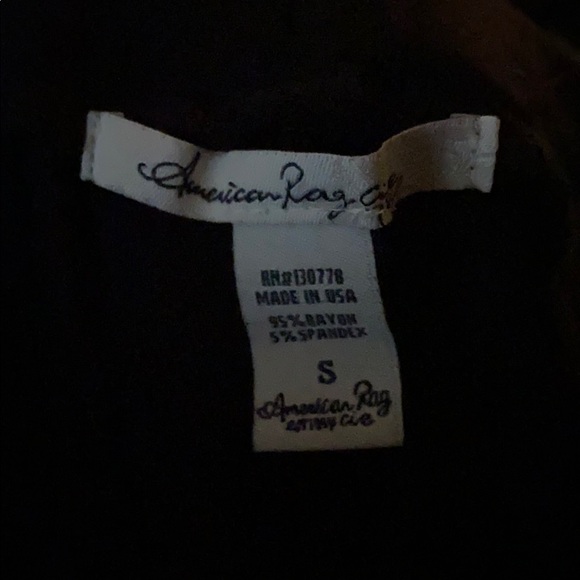 American Rag Cie
RN#130778
MADE IN USA
95%RAYON
5%SPANDEX
S
American Rag
Cie